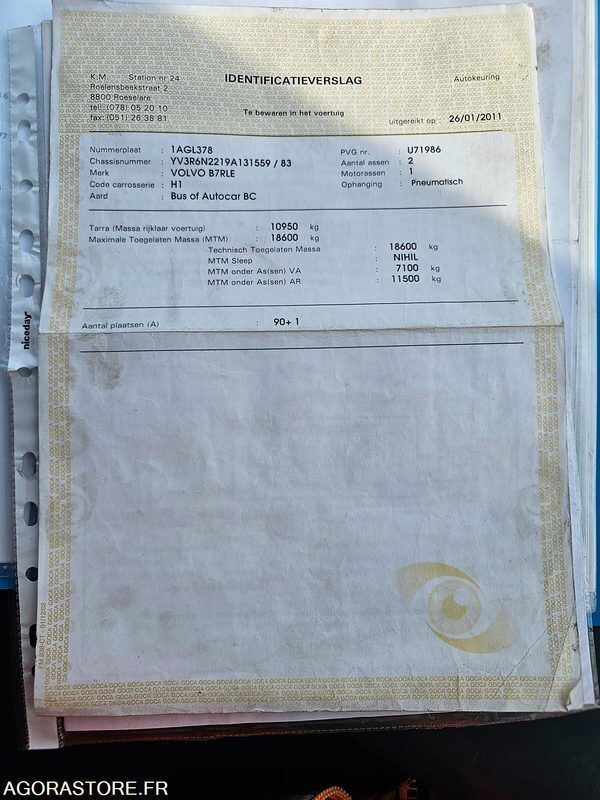 K.M. Station nr 24
Roelensbeekstraat 2
8800 Roeselare
tel: (078) 05 20 10
fax: (051) 26 38 81
IDENTIFICATIEVERSLAG
Autokeuring
Te bewaren in het voertuig
uitgereikt op : 26/01/2011
Nummerplaat : 1AGL378
PVG nr. : U71986
Chassisnummer : YV3R6N2219A131559 / 83
Aantal assen : 2
Merk : VOLVO B7RLE
Motorassen : 1
Code carrosserie : H1
Ophanging : Pneumatisch
Aard : Bus of Autocar BC
Tarra (Massa rijklaar voertuig) : 10950 kg
Maximale Toegelaten Massa (MTM) : 18600 kg
Technisch Toegelaten Massa : 18600 kg
MTM Sleep : NIHIL
MTM onder As(sen) VA : 7100 kg
MTM onder As(sen) AR : 11500 kg
Aantal plaatsen (A) : 90+ 1
niceday
AGORASTORE.FR